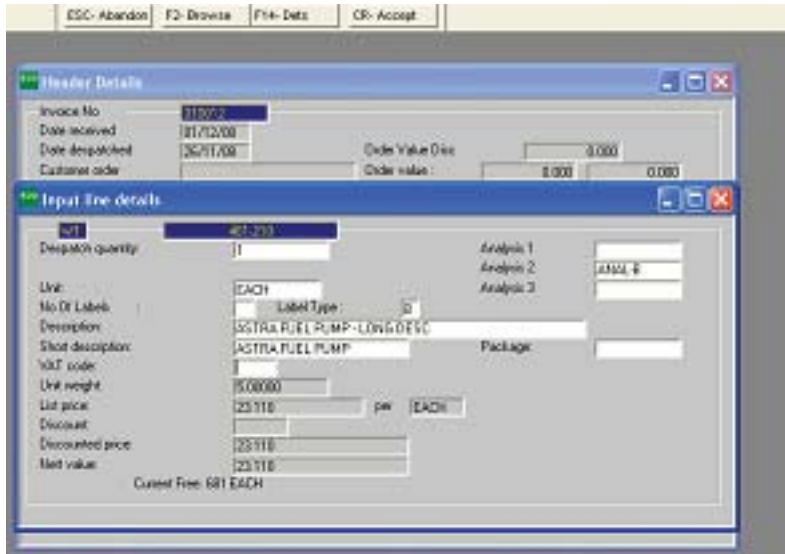 ESC- Abandon F2- Browse F14- Dets CR- Accept
Header Details
Invoice No
Date received 01/12/08
Date despatched 26/11/08 Order Value Disc 0.000
Customer order Order value : 0.000 0.000
Input line details
Despatch quantity 1 Analysis 1
Analysis 2 ANAL-B
Unit EACH Analysis 3
No Of Labels : Label Type :
Description: ASTRA FUEL PUMP - LONG DESC
Short description: ASTRA FUEL PUMP Package:
VAT code:
Unit weight 5.00000
List price: 23.110 per EACH
Discount
Discounted price 23.110
Nett value: 23.110
Current Free: 681 EACH